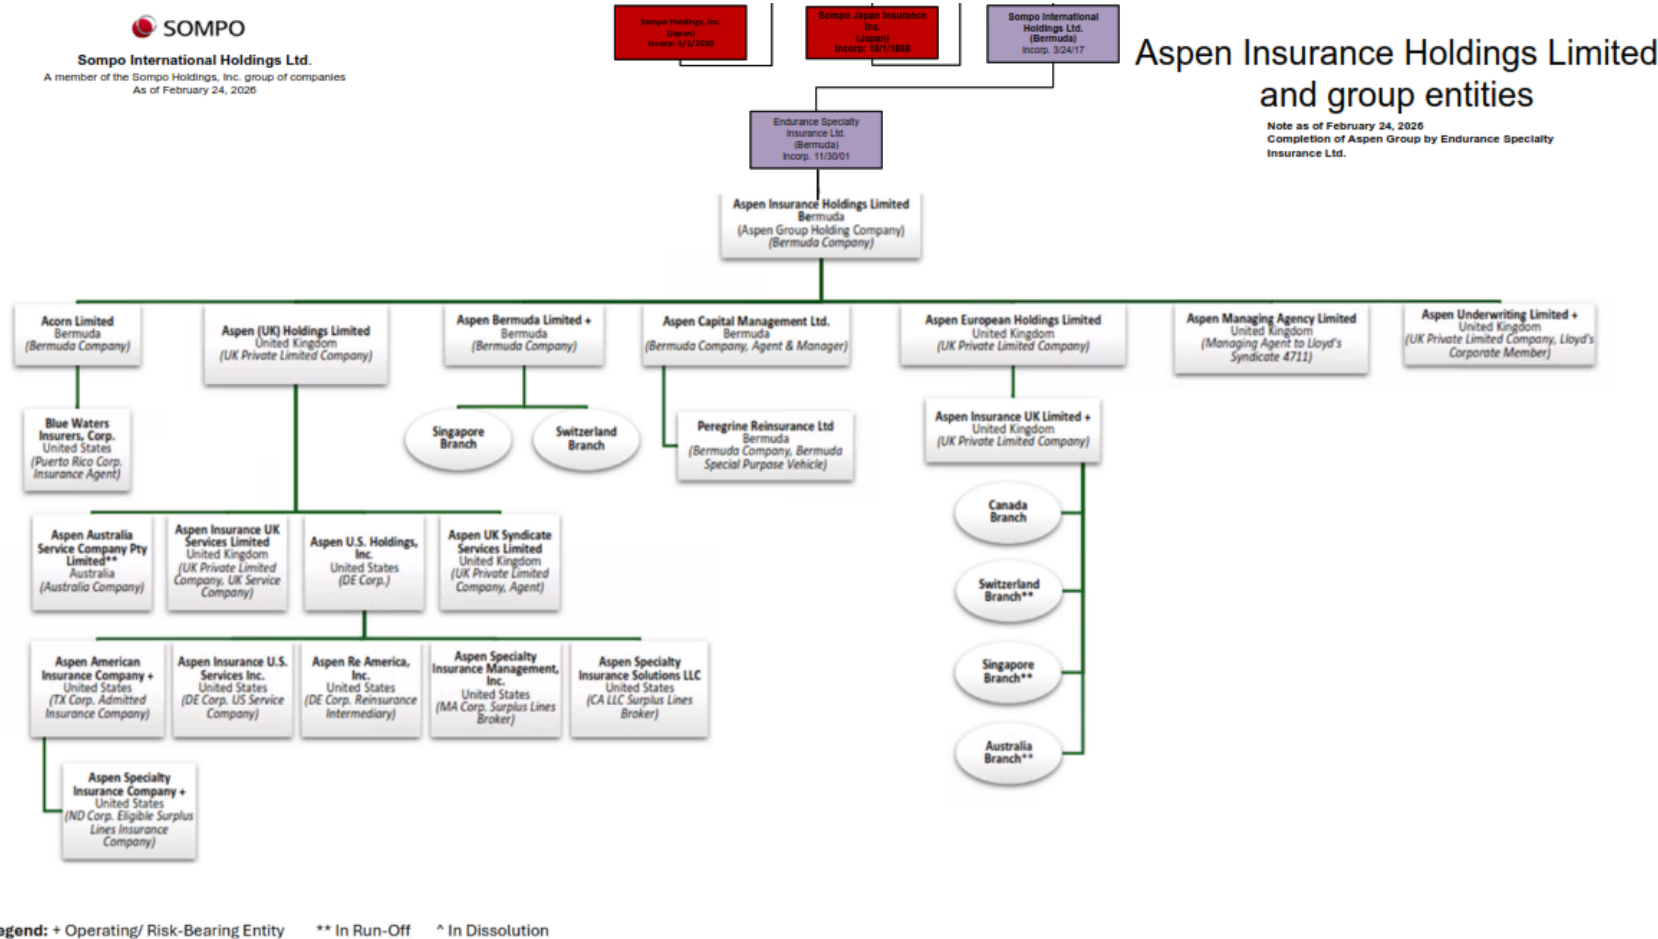 SOMPO
Sompo International Holdings Ltd.
A member of the Sompo Holdings, Inc. group of companies
As of February 24, 2026
Sompo Holdings, Inc.
(Japan)
Incorp: 4/1/2010
Sompo Japan Insurance
Inc.
(Japan)
Incorp: 10/1/1888
Sompo International
Holdings Ltd.
(Bermuda)
Incorp. 3/24/17
Aspen Insurance Holdings Limited
and group entities
Note as of February 24, 2026
Completion of Aspen Group by Endurance Specialty
Insurance Ltd.
Endurance Specialty
Insurance Ltd.
(Bermuda)
Incorp. 11/30/01
Aspen Insurance Holdings Limited
Bermuda
(Aspen Group Holding Company)
(Bermuda Company)
Acorn Limited
Bermuda
(Bermuda Company)
Aspen (UK) Holdings Limited
United Kingdom
(UK Private Limited Company)
Aspen Bermuda Limited +
Bermuda
(Bermuda Company)
Aspen Capital Management Ltd.
Bermuda
(Bermuda Company, Agent & Manager)
Aspen European Holdings Limited
United Kingdom
(UK Private Limited Company)
Aspen Managing Agency Limited
United Kingdom
(Managing Agent to Lloyd's
Syndicate 4711)
Aspen Underwriting Limited +
United Kingdom
(UK Private Limited Company, Lloyd's
Corporate Member)
Blue Waters
Insurers, Corp.
United States
(Puerto Rico Corp.
Insurance Agent)
Singapore
Branch
Switzerland
Branch
Peregrine Reinsurance Ltd
Bermuda
(Bermuda Company, Bermuda
Special Purpose Vehicle)
Aspen Insurance UK Limited +
United Kingdom
(UK Private Limited Company)
Canada
Branch
Switzerland
Branch**
Singapore
Branch**
Australia
Branch**
Aspen Australia
Service Company Pty
Limited**
Australia
(Australia Company)
Aspen Insurance UK
Services Limited
United Kingdom
(UK Private Limited
Company, UK Service
Company)
Aspen U.S. Holdings,
Inc.
United States
(DE Corp.)
Aspen UK Syndicate
Services Limited
United Kingdom
(UK Private Limited
Company, Agent)
Aspen American
Insurance Company +
United States
(TX Corp. Admitted
Insurance Company)
Aspen Insurance U.S.
Services Inc.
United States
(DE Corp. US Service
Company)
Aspen Re America,
Inc.
United States
(DE Corp. Reinsurance
Intermediary)
Aspen Specialty
Insurance Management,
Inc.
United States
(MA Corp. Surplus Lines
Broker)
Aspen Specialty
Insurance Solutions LLC
United States
(CA LLC Surplus Lines
Broker)
Aspen Specialty
Insurance Company +
United States
(ND Corp. Eligible Surplus
Lines Insurance
Company)
egend: + Operating/ Risk-Bearing Entity ** In Run-Off ^ In Dissolution